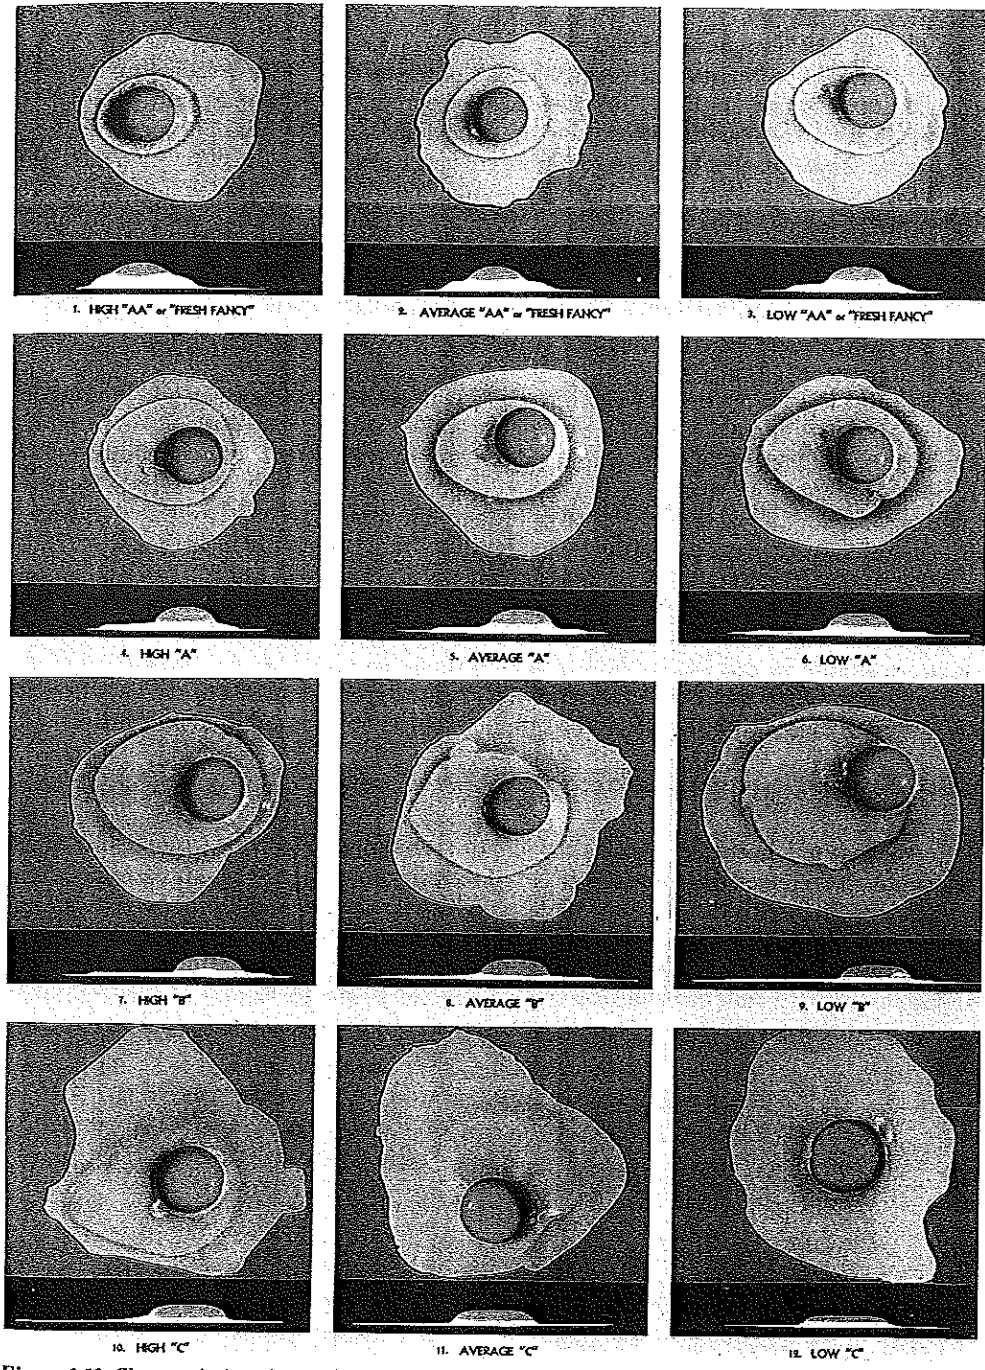 1. HIGH "AA" or "FRESH FANCY"
2. AVERAGE "AA" or "FRESH FANCY"
3. LOW "AA" or "FRESH FANCY"
4. HIGH "A"
5. AVERAGE "A"
6. LOW "A"
7. HIGH "B"
8. AVERAGE "B"
9. LOW "B"
10. HIGH "C"
11. AVERAGE "C"
12. LOW "C"